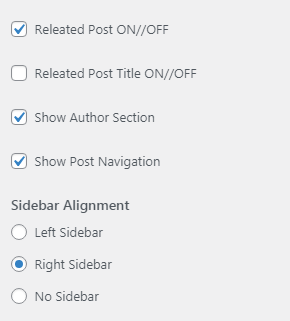 Releated Post ON//OFF
Releated Post Title ON//OFF
Show Author Section
Show Post Navigation
Sidebar Alignment
Left Sidebar
Right Sidebar
No Sidebar